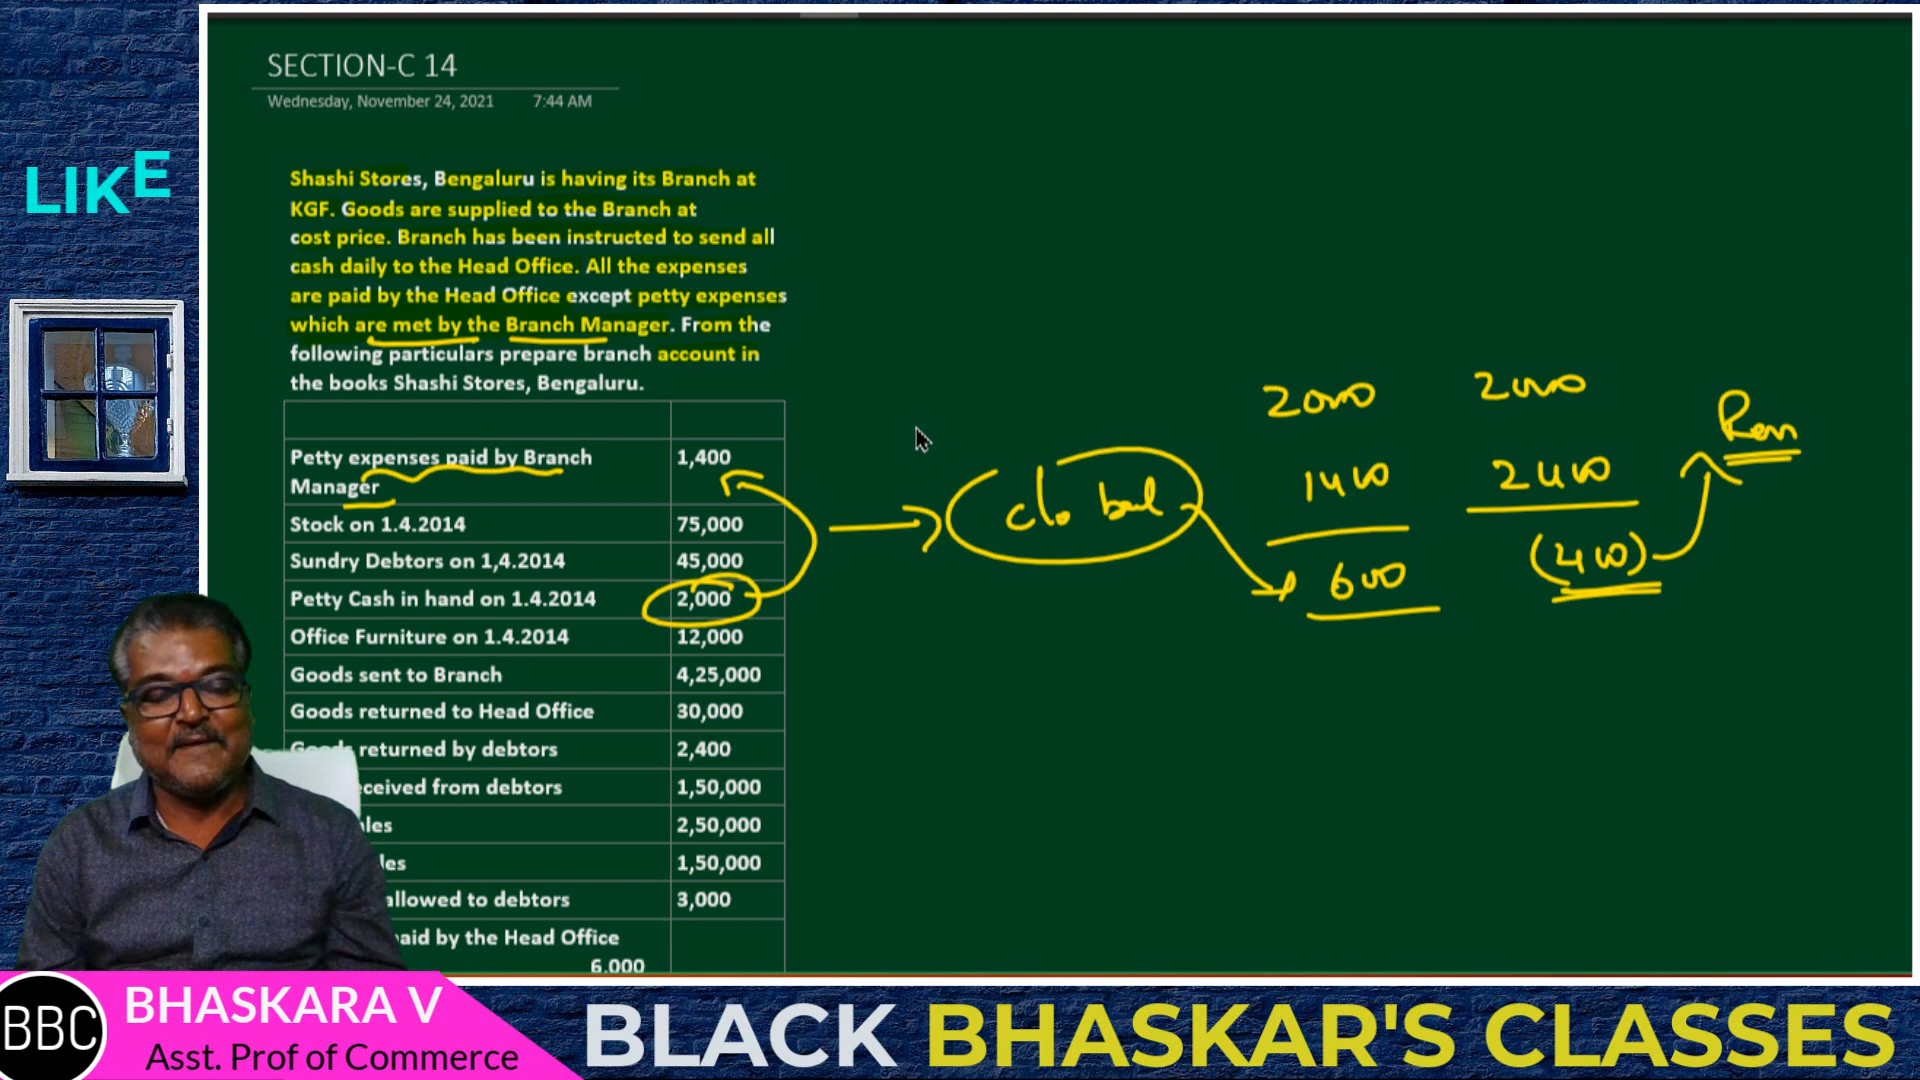 SECTION-C 14
Wednesday, November 24, 2021 7:44 AM
LIKE
Shashi Stores, Bengaluru is having its Branch at
KGF. Goods are supplied to the Branch at
cost price. Branch has been instructed to send all
cash daily to the Head Office. All the expenses
are paid by the Head Office except petty expenses
which are met by the Branch Manager. From the
following particulars prepare branch account in
the books Shashi Stores, Bengaluru.
Petty expenses paid by Branch 1,400
Manager
Stock on 1.4.2014 75,000
Sundry Debtors on 1,4.2014 45,000
Petty Cash in hand on 1.4.2014 2,000
Office Furniture on 1.4.2014 12,000
Goods sent to Branch 4,25,000
Goods returned to Head Office 30,000
Goods returned by debtors 2,400
received from debtors 1,50,000
2,50,000
1,50,000
allowed to debtors 3,000
paid by the Head Office
6.000
clo bal
2000
1400
600
2000
2400
(400)
Rem
BBC
BHASKARA V
Asst. Prof of Commerce
BLACK BHASKAR'S CLASSES